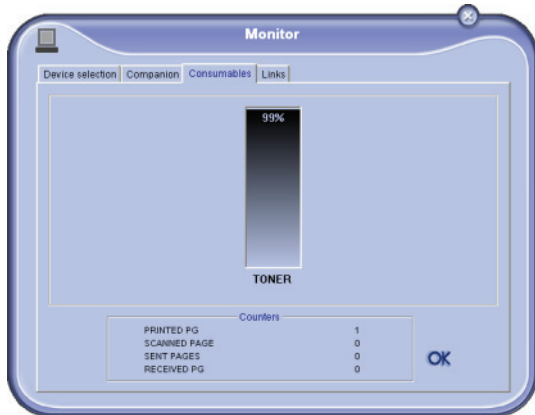 Monitor
Device selection Companion Consumables Links
99%
TONER
Counters
PRINTED PG 1
SCANNED PAGE 0
SENT PAGES 0
RECEIVED PG 0
OK